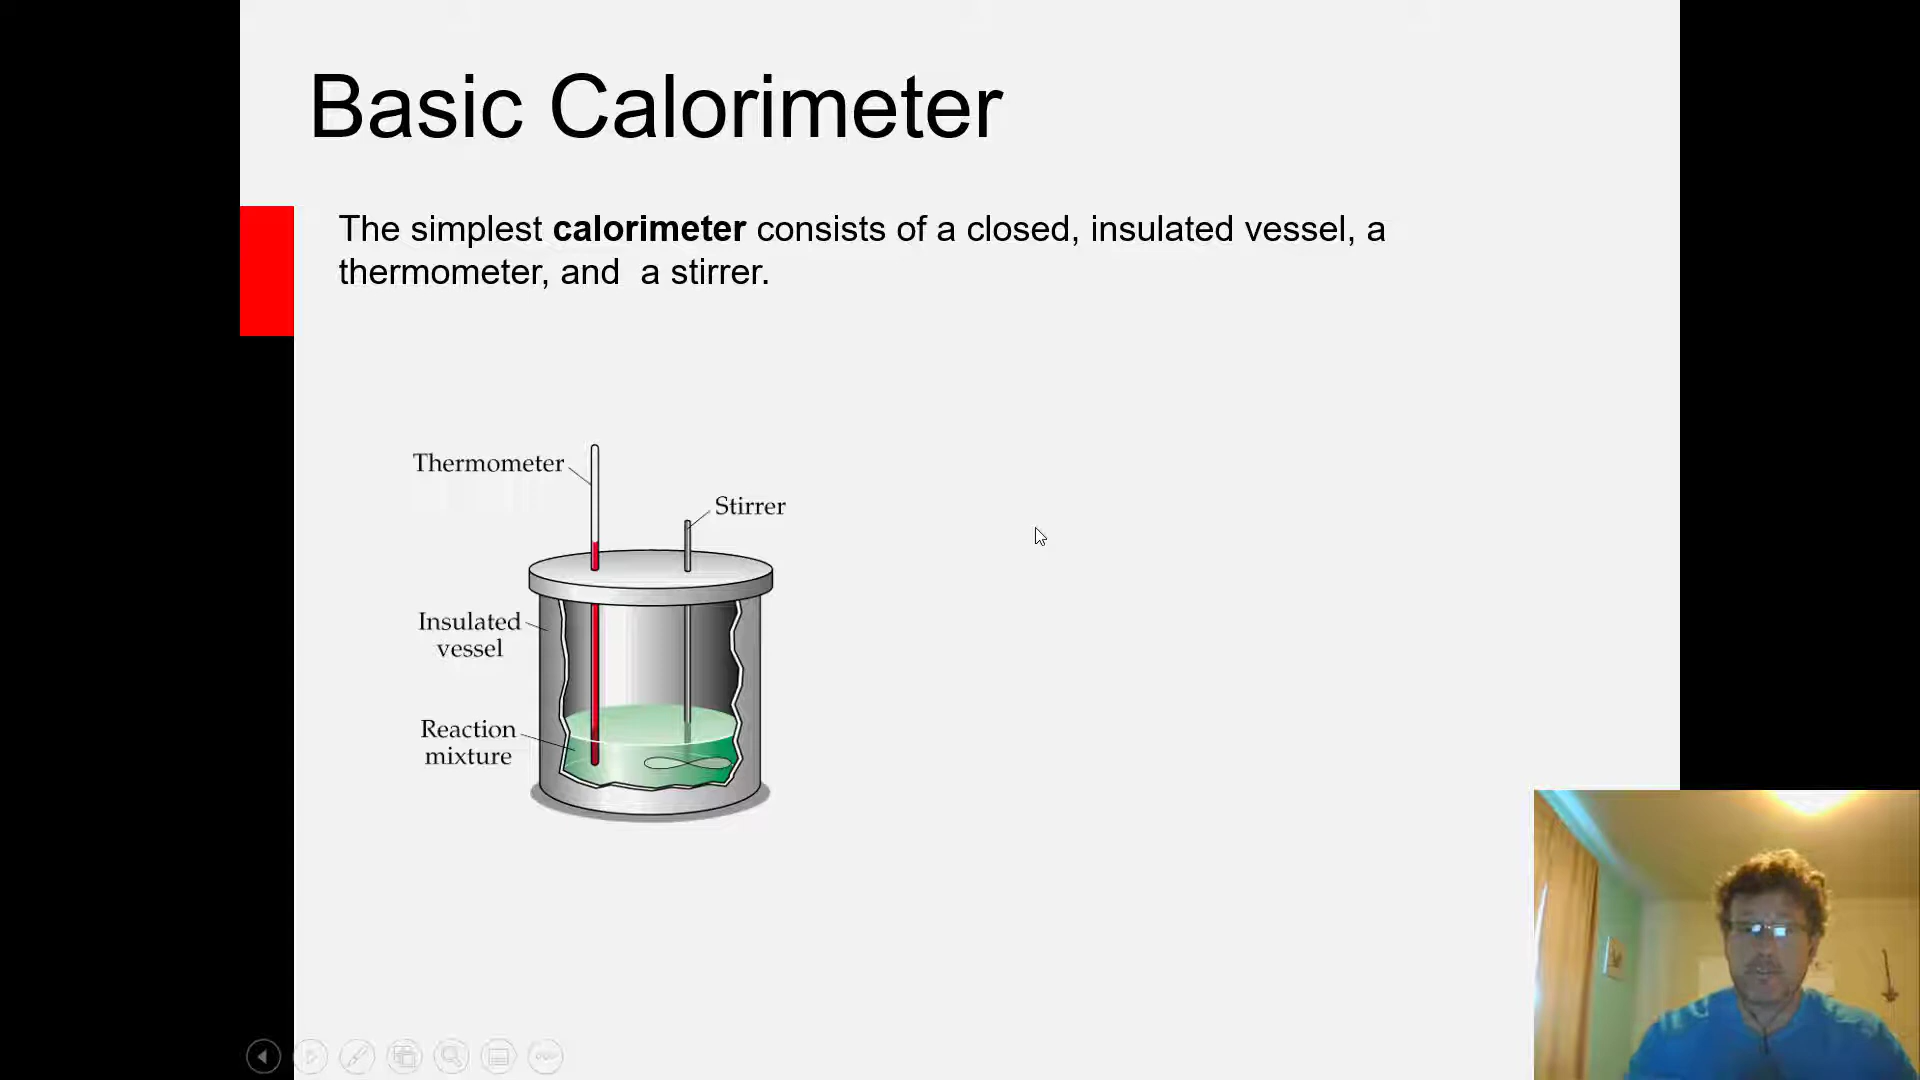 Basic Calorimeter
The simplest calorimeter consists of a closed, insulated vessel, a
thermometer, and  a stirrer.
Thermometer
Stirrer
Insulated
vessel
Reaction
mixture